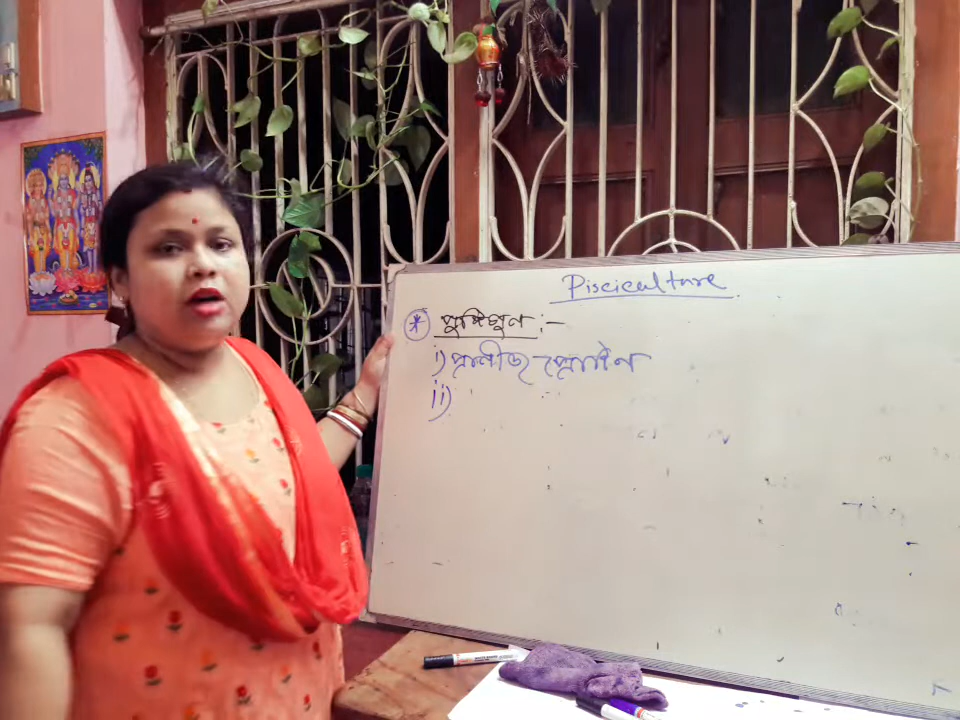 Pisciculture
* পুষ্টিগুন :-
i) প্রানীজ প্রোটিন
ii)